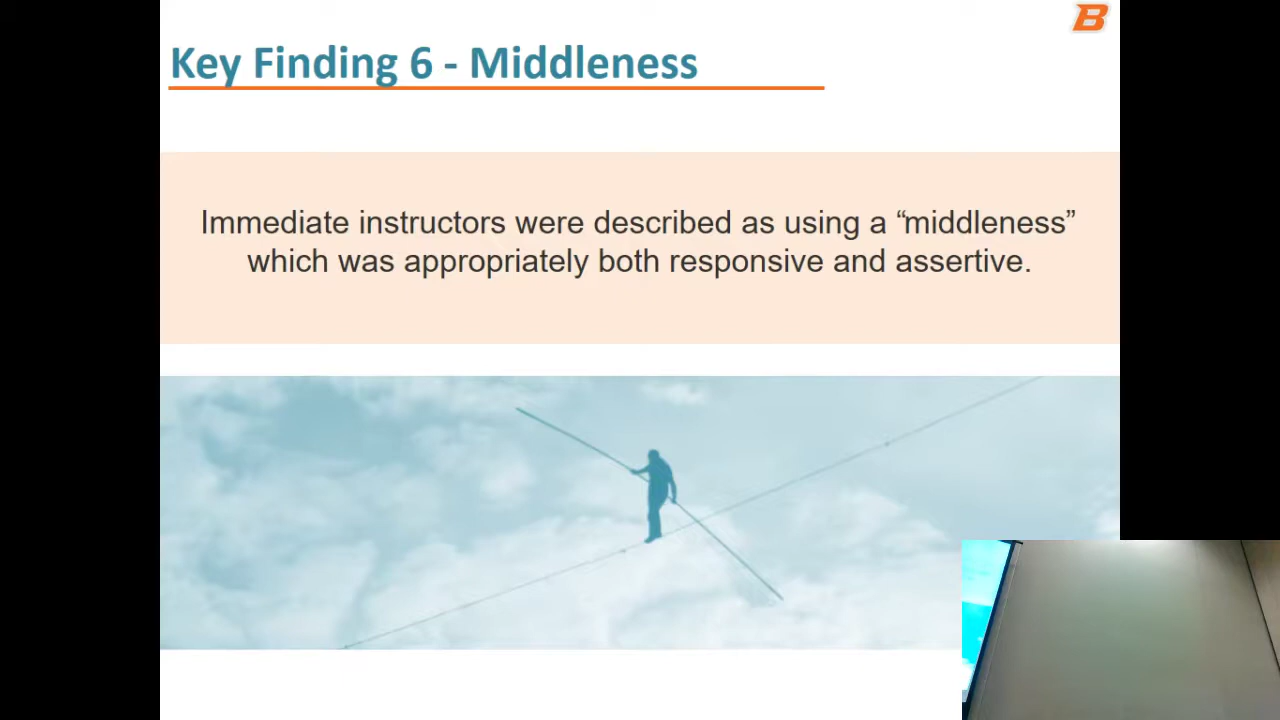 B
Key Finding 6 - Middleness
Immediate instructors were described as using a “middleness”
which was appropriately both responsive and assertive.